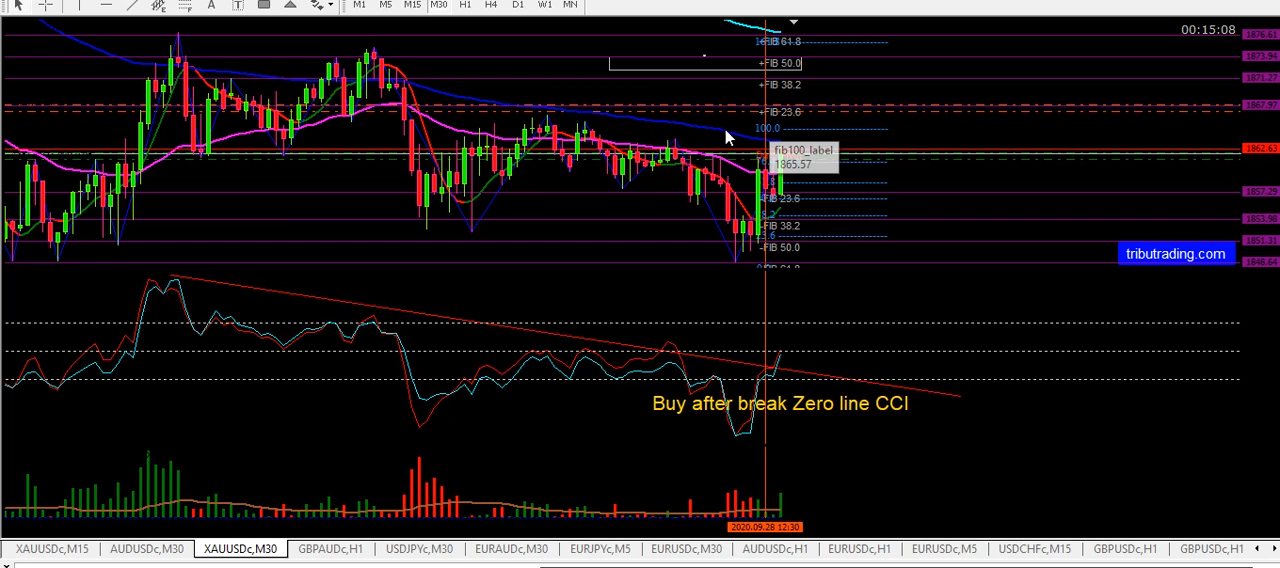 A T F
M1 M5 M15 M30 H1 H4 D1 W1 MN
00:15:08
1876.61
+FIB 61.8
1873.94
+FIB 50.0
1871.27
+FIB 38.2
1867.97
+FIB 23.6
100.0
1862.63
fib100_label
1865.57
1857.29
-FIB 23.6
1853.98
-FIB 38.2
1851.31
-FIB 50.0
tributrading.com
1848.64
Buy after break Zero line CCI
2020.09.28 12:30
XAUUSDc,M15 AUDUSDc,M30 XAUUSDc,M30 GBPAUDc,H1 USDJPYc,M30 EURAUDc,M30 EURJPYc,M5 EURUSDc,M30 AUDUSDc,H1 EURUSDc,H1 EURUSDc,M5 USDCHFc,M15 GBPUSDc,H1 GBPUSDc,H1